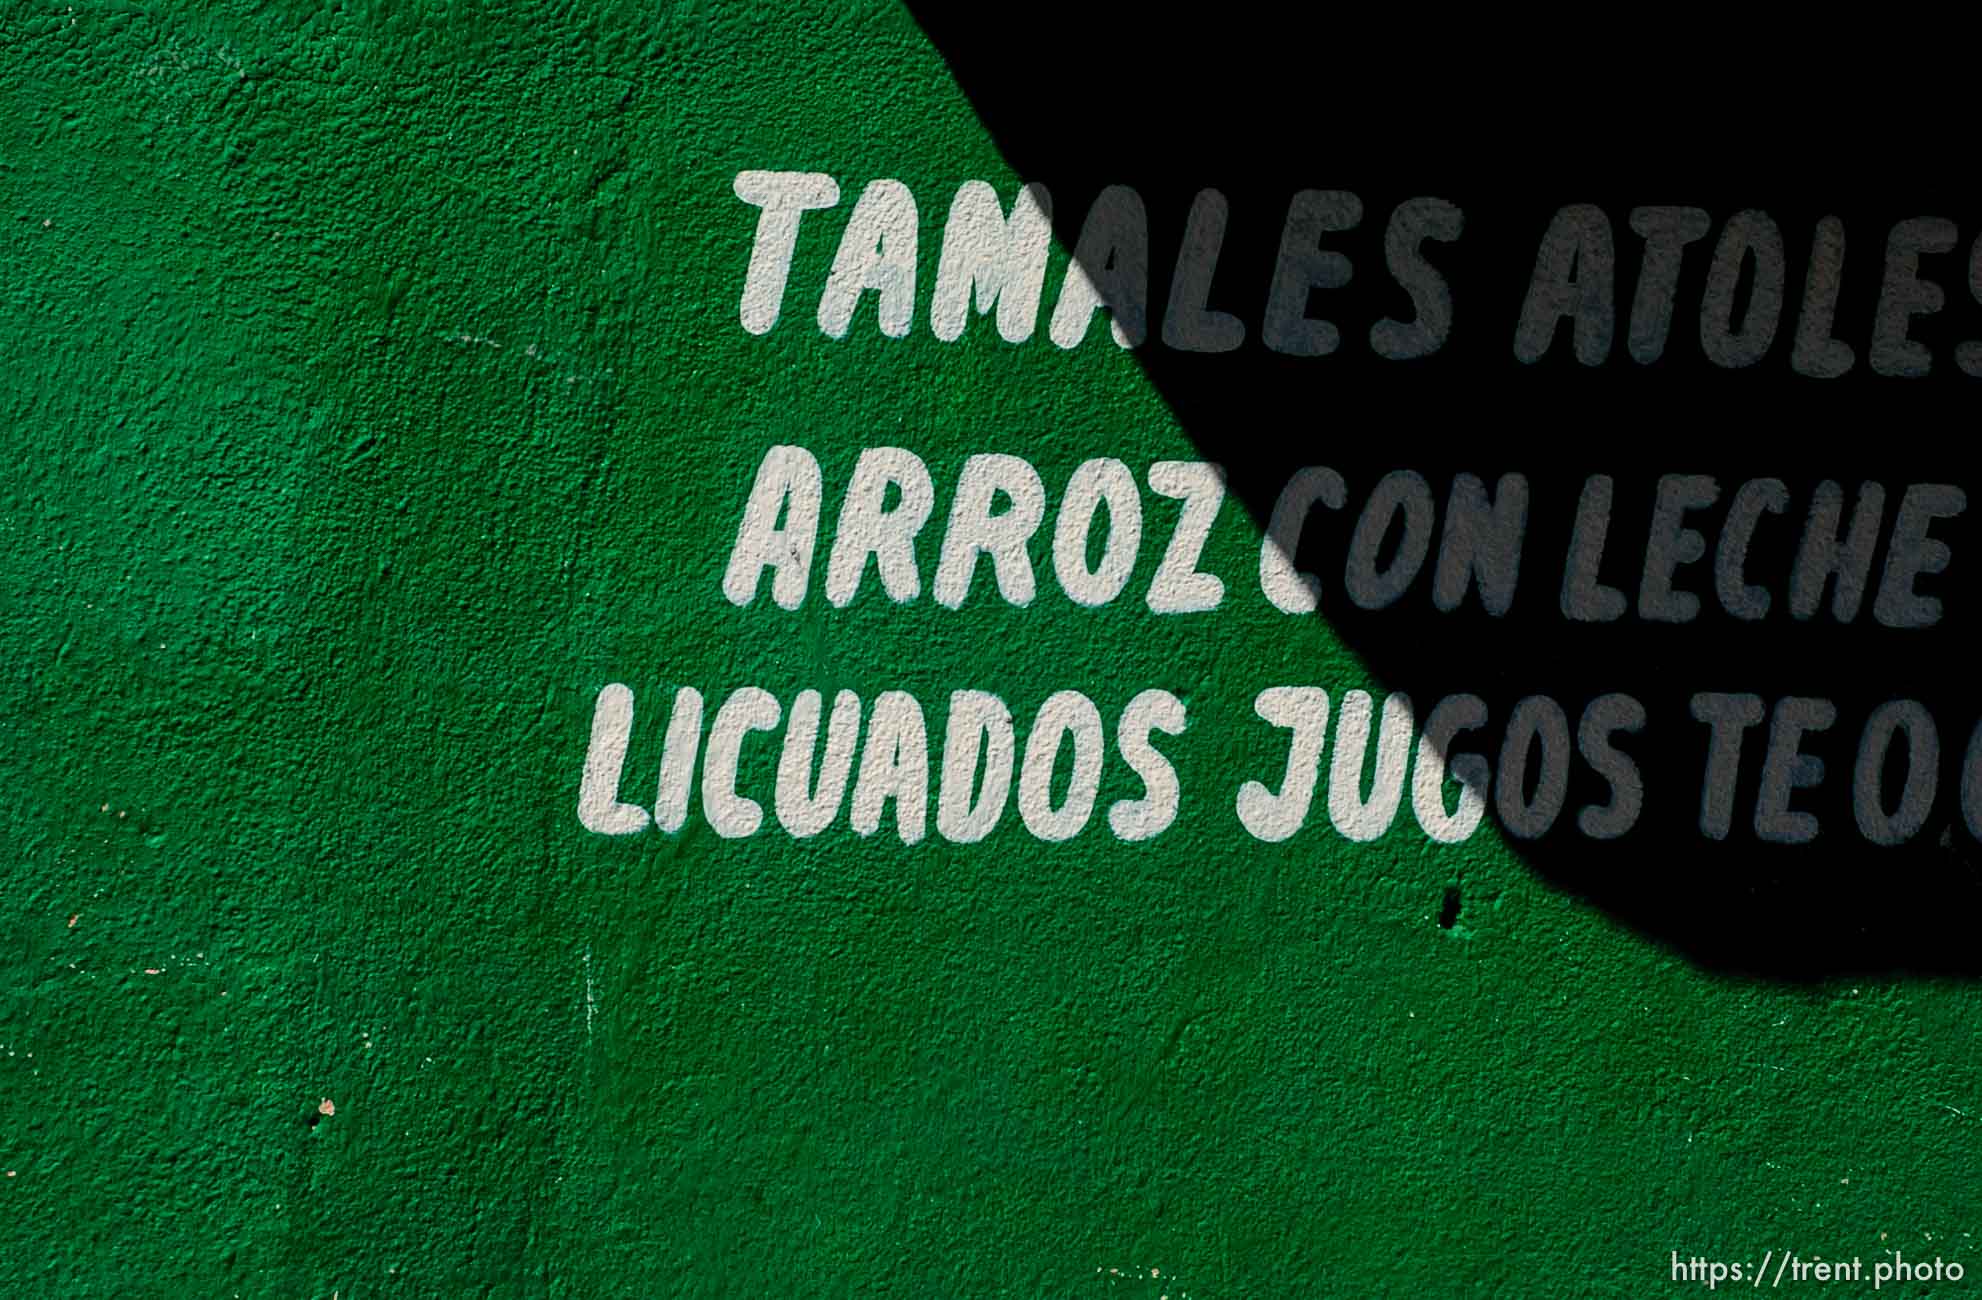 TAMALES ATOLES
ARROZ CON LECHE
LICUADOS JUGOS TE O
https://trent.photo